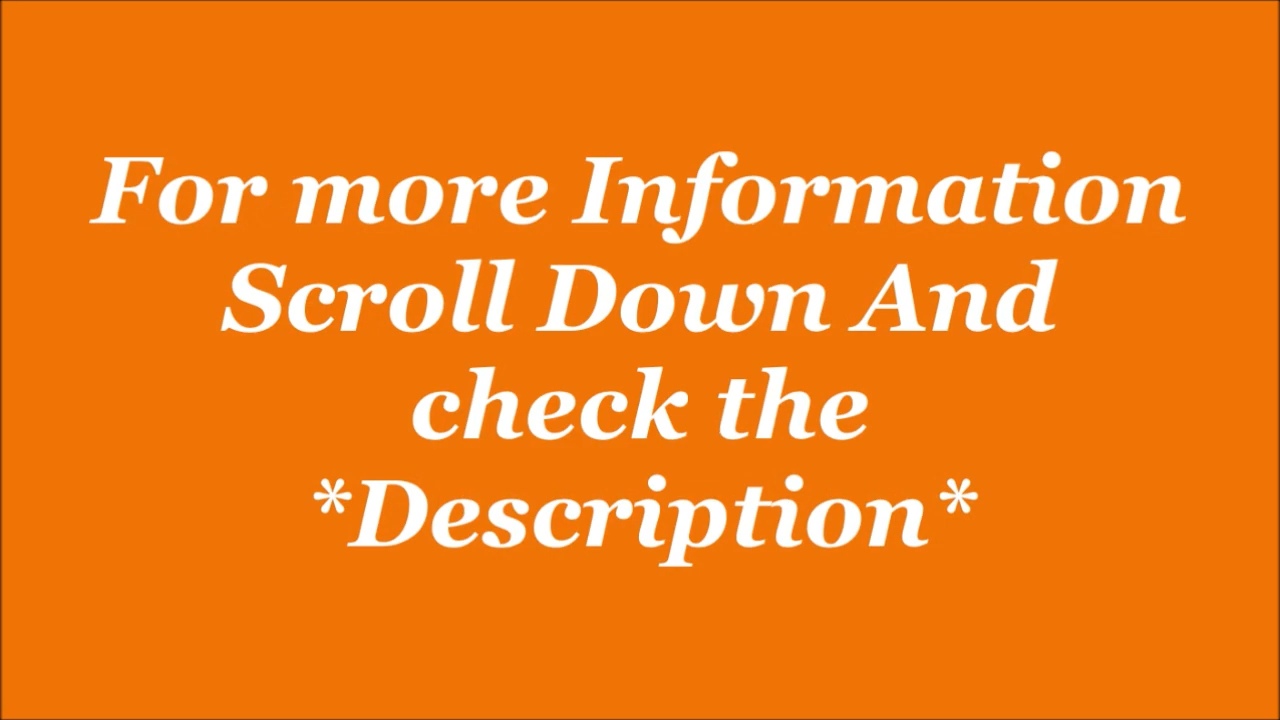 For more Information
Scroll Down And
check the
*Description*